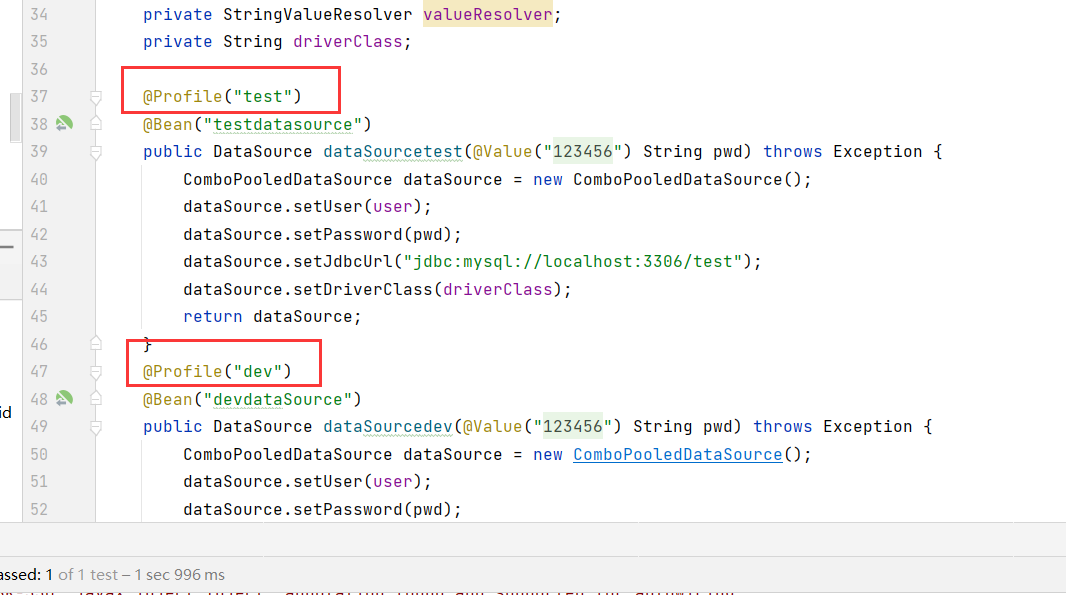 34 private StringValueResolver valueResolver;
35 private String driverClass;
36
37 @Profile("test")
38 @Bean("testdatasource")
39 public DataSource dataSourcetest(@Value("123456") String pwd) throws Exception {
40 ComboPooledDataSource dataSource = new ComboPooledDataSource();
41 dataSource.setUser(user);
42 dataSource.setPassword(pwd);
43 dataSource.setJdbcUrl("jdbc:mysql://localhost:3306/test");
44 dataSource.setDriverClass(driverClass);
45 return dataSource;
46 }
47 @Profile("dev")
48 @Bean("devdataSource")
id
49 public DataSource dataSourcedev(@Value("123456") String pwd) throws Exception {
50 ComboPooledDataSource dataSource = new ComboPooledDataSource();
51 dataSource.setUser(user);
52 dataSource.setPassword(pwd);
assed: 1 of 1 test – 1 sec 996 ms